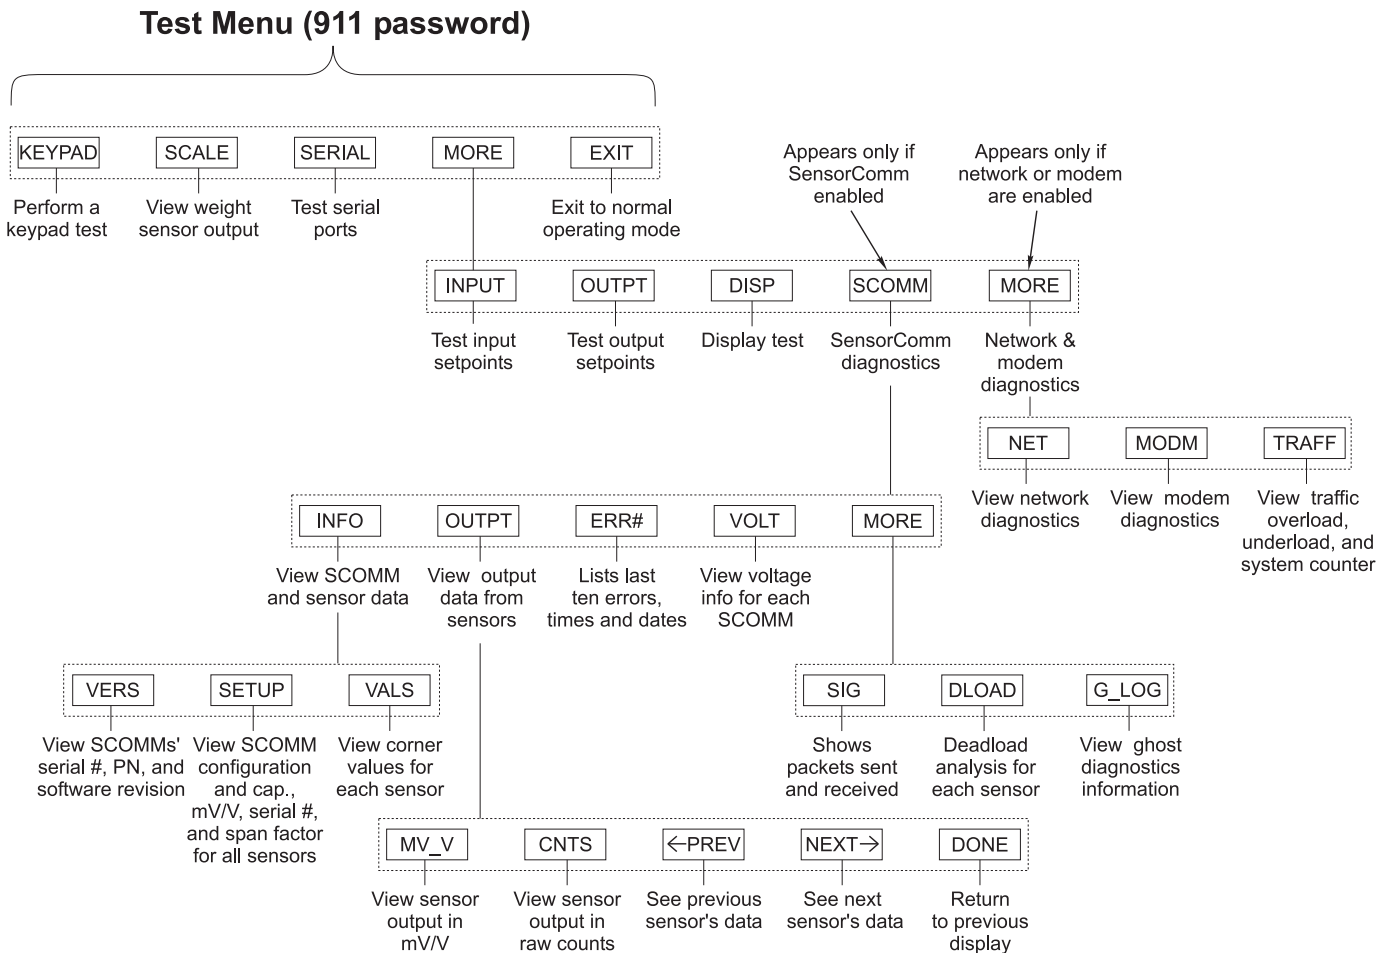 Test Menu (911 password)
KEYPAD
SCALE
SERIAL
MORE
EXIT
Perform a
keypad test
View weight
sensor output
Test serial
ports
Exit to normal
operating mode
Appears only if
SensorComm
enabled
Appears only if
network or modem
are enabled
INPUT
OUTPT
DISP
SCOMM
MORE
Test input
setpoints
Test output
setpoints
Display test
SensorComm
diagnostics
Network &
modem
diagnostics
NET
MODM
TRAFF
View network
diagnostics
View modem
diagnostics
View traffic
overload,
underload, and
system counter
INFO
OUTPT
ERR#
VOLT
MORE
View SCOMM
and sensor data
View output
data from
sensors
Lists last
ten errors,
times and dates
View voltage
info for each
SCOMM
VERS
SETUP
VALS
View SCOMMs'
serial #, PN, and
software revision
View SCOMM
configuration
and cap.,
mV/V, serial #,
and span factor
for all sensors
View corner
values for
each sensor
SIG
DLOAD
G_LOG
Shows
packets sent
and received
Deadload
analysis for
each sensor
View ghost
diagnostics
information
MV_V
CNTS
←PREV
NEXT→
DONE
View sensor
output in
mV/V
View sensor
output in
raw counts
See previous
sensor's data
See next
sensor's data
Return
to previous
display